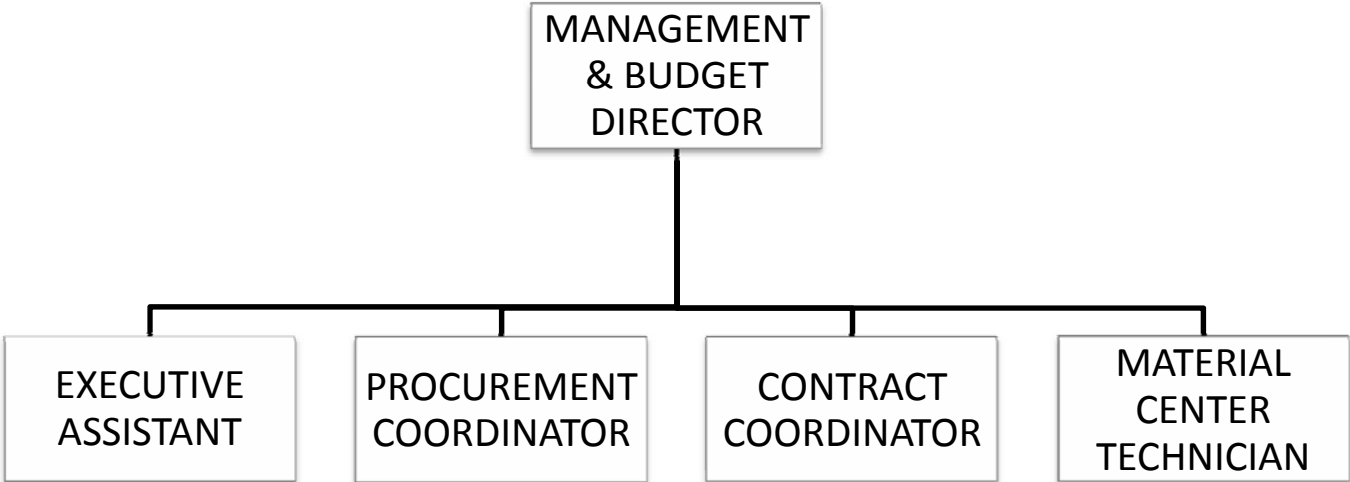 MANAGEMENT
& BUDGET
DIRECTOR
EXECUTIVE
ASSISTANT
PROCUREMENT
COORDINATOR
CONTRACT
COORDINATOR
MATERIAL
CENTER
TECHNICIAN